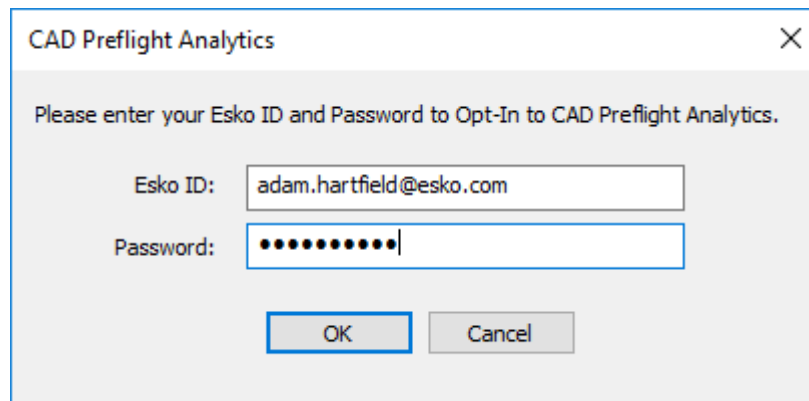 CAD Preflight Analytics
Please enter your Esko ID and Password to Opt-In to CAD Preflight Analytics.
Esko ID: adam.hartfield@esko.com
Password: ●●●●●●●●●●
OK Cancel